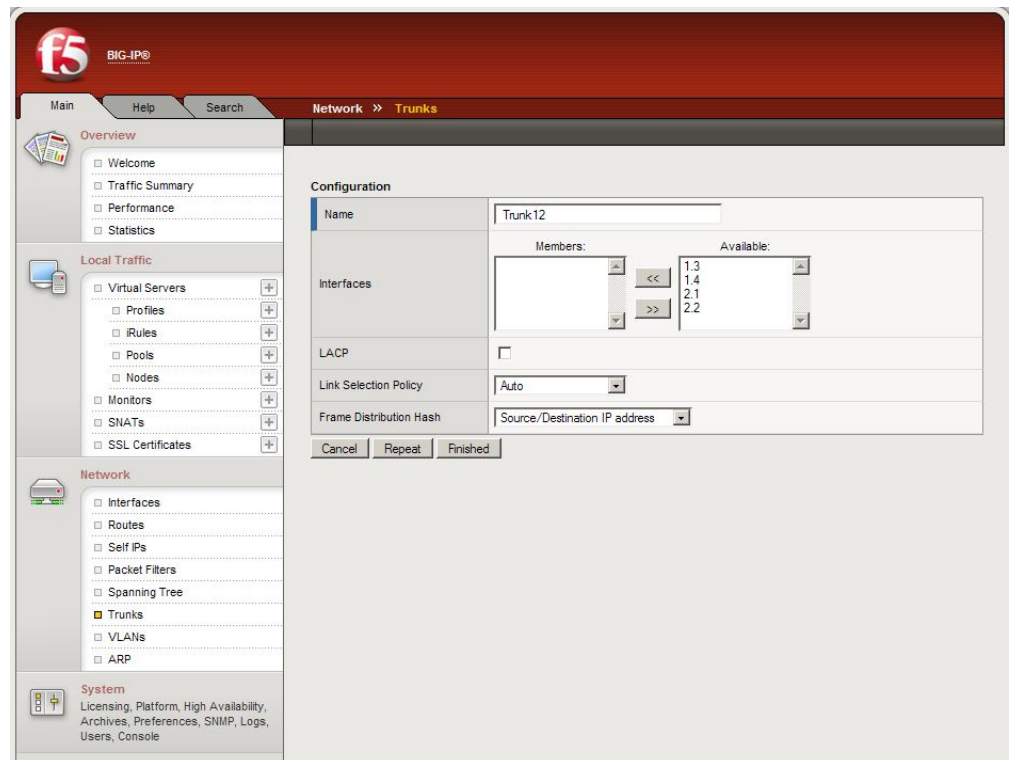 f5
BIG-IP®
Main
Help
Search
Network » Trunks
Overview
Welcome
Traffic Summary
Performance
Statistics
Local Traffic
Virtual Servers
Profiles
iRules
Pools
Nodes
Monitors
SNATs
SSL Certificates
Network
Interfaces
Routes
Self IPs
Packet Filters
Spanning Tree
Trunks
VLANs
ARP
System
Licensing, Platform, High Availability,
Archives, Preferences, SNMP, Logs,
Users, Console
Configuration
Name
Trunk12
Interfaces
Members:
<<
>>
Available:
1.3
1.4
2.1
2.2
LACP
Link Selection Policy
Auto
Frame Distribution Hash
Source/Destination IP address
Cancel
Repeat
Finished